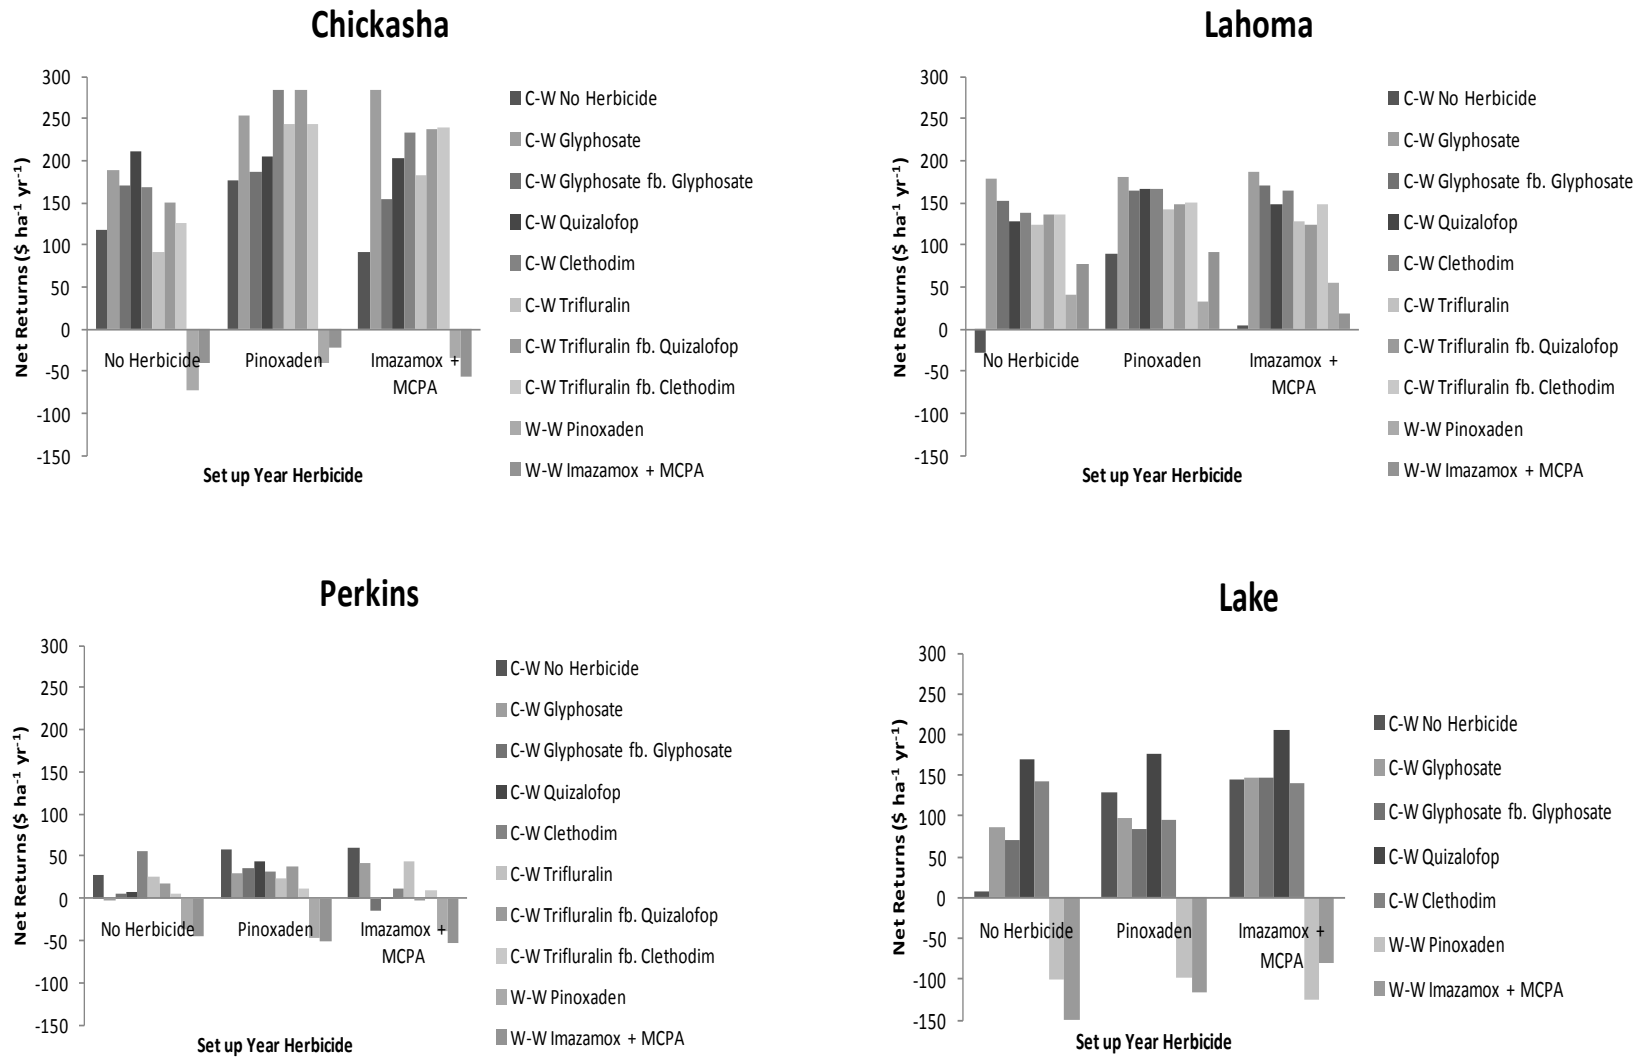 Chickasha
300
250
200
150
100
50
0
-50
-100
-150
Net Returns ($ ha⁻¹ yr⁻¹)
No Herbicide
Pinoxaden
Imazamox +
MCPA
Set up Year Herbicide
C-W No Herbicide
C-W Glyphosate
C-W Glyphosate fb. Glyphosate
C-W Quizalofop
C-W Clethodim
C-W Trifluralin
C-W Trifluralin fb. Quizalofop
C-W Trifluralin fb. Clethodim
W-W Pinoxaden
W-W Imazamox + MCPA
Lahoma
300
250
200
150
100
50
0
-50
-100
-150
Net Returns ($ ha⁻¹ yr⁻¹)
No Herbicide
Pinoxaden
Imazamox +
MCPA
Set up Year Herbicide
C-W No Herbicide
C-W Glyphosate
C-W Glyphosate fb. Glyphosate
C-W Quizalofop
C-W Clethodim
C-W Trifluralin
C-W Trifluralin fb. Quizalofop
C-W Trifluralin fb. Clethodim
W-W Pinoxaden
W-W Imazamox + MCPA
Perkins
300
250
200
150
100
50
0
-50
-100
-150
Net Returns ($ ha⁻¹ yr⁻¹)
No Herbicide
Pinoxaden
Imazamox +
MCPA
Set up Year Herbicide
C-W No Herbicide
C-W Glyphosate
C-W Glyphosate fb. Glyphosate
C-W Quizalofop
C-W Clethodim
C-W Trifluralin
C-W Trifluralin fb. Quizalofop
C-W Trifluralin fb. Clethodim
W-W Pinoxaden
W-W Imazamox + MCPA
Lake
300
250
200
150
100
50
0
-50
-100
-150
Net Returns ($ ha⁻¹ yr⁻¹)
No Herbicide
Pinoxaden
Imazamox +
MCPA
Set up Year Herbicide
C-W No Herbicide
C-W Glyphosate
C-W Glyphosate fb. Glyphosate
C-W Quizalofop
C-W Clethodim
W-W Pinoxaden
W-W Imazamox + MCPA